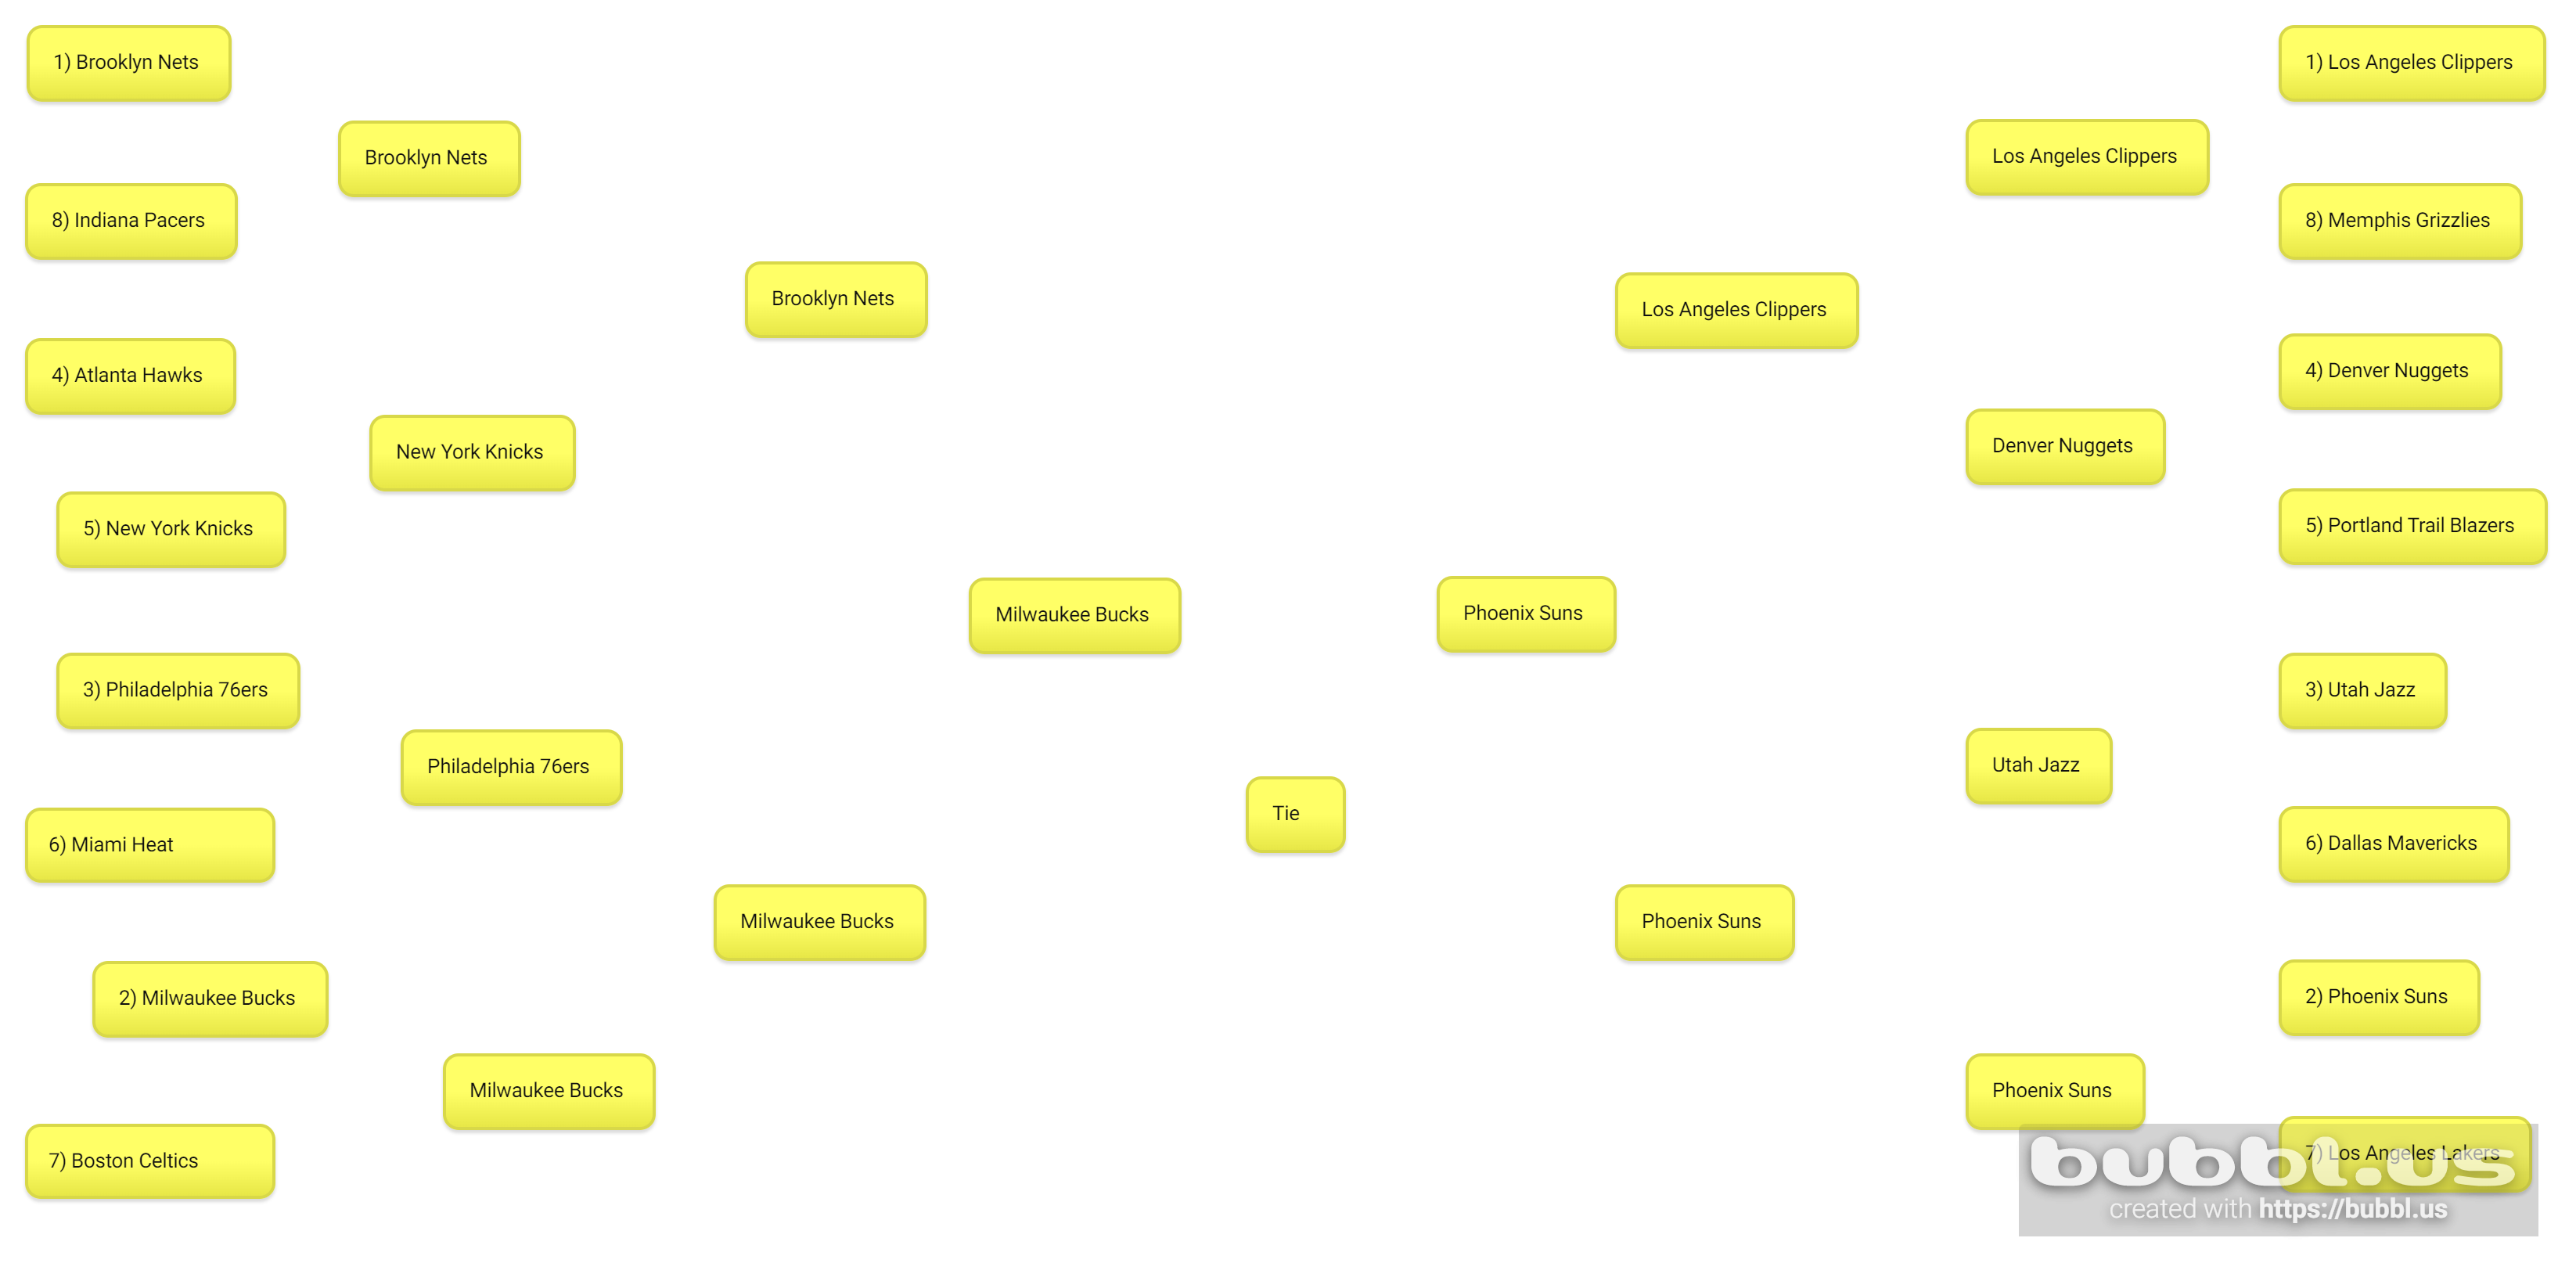 1) Brooklyn Nets
8) Indiana Pacers
4) Atlanta Hawks
5) New York Knicks
3) Philadelphia 76ers
6) Miami Heat
2) Milwaukee Bucks
7) Boston Celtics
Brooklyn Nets
New York Knicks
Philadelphia 76ers
Milwaukee Bucks
Brooklyn Nets
Milwaukee Bucks
Milwaukee Bucks
Tie
Phoenix Suns
Los Angeles Clippers
Phoenix Suns
Los Angeles Clippers
Denver Nuggets
Utah Jazz
Phoenix Suns
1) Los Angeles Clippers
8) Memphis Grizzlies
4) Denver Nuggets
5) Portland Trail Blazers
3) Utah Jazz
6) Dallas Mavericks
2) Phoenix Suns
7) Los Angeles Lakers
bubbl.us
created with https://bubbl.us